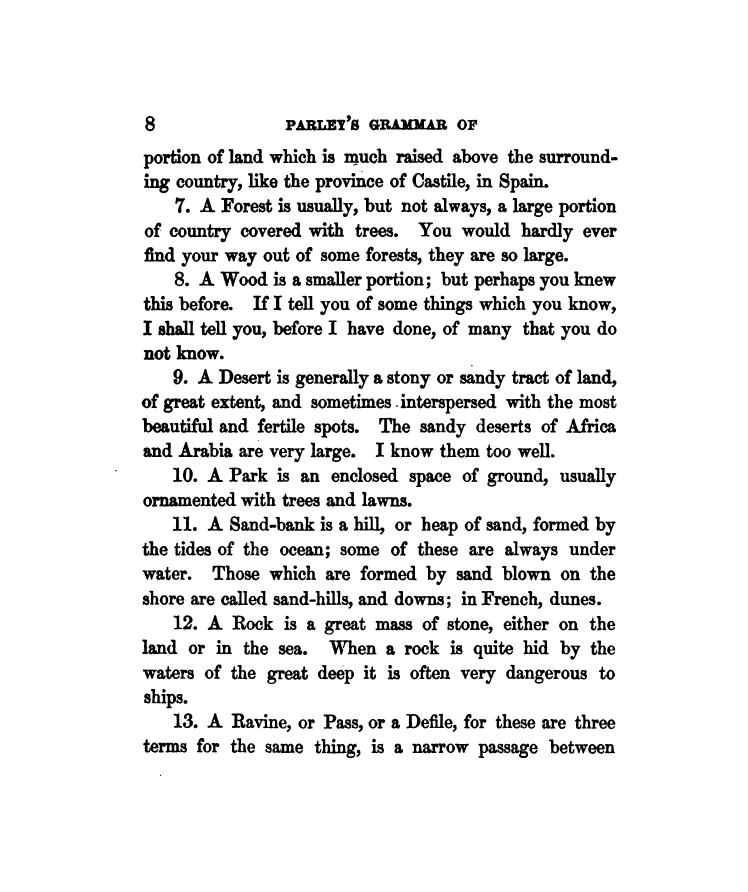 8 PARLEY'S GRAMMAR OF
portion of land which is much raised above the surround-
ing country, like the province of Castile, in Spain.
7. A Forest is usually, but not always, a large portion
of country covered with trees. You would hardly ever
find your way out of some forests, they are so large.
8. A Wood is a smaller portion; but perhaps you knew
this before. If I tell you of some things which you know,
I shall tell you, before I have done, of many that you do
not know.
9. A Desert is generally a stony or sandy tract of land,
of great extent, and sometimes interspersed with the most
beautiful and fertile spots. The sandy deserts of Africa
and Arabia are very large. I know them too well.
10. A Park is an enclosed space of ground, usually
ornamented with trees and lawns.
11. A Sand-bank is a hill, or heap of sand, formed by
the tides of the ocean; some of these are always under
water. Those which are formed by sand blown on the
shore are called sand-hills, and downs; in French, dunes.
12. A Rock is a great mass of stone, either on the
land or in the sea. When a rock is quite hid by the
waters of the great deep it is often very dangerous to
ships.
13. A Ravine, or Pass, or a Defile, for these are three
terms for the same thing, is a narrow passage between